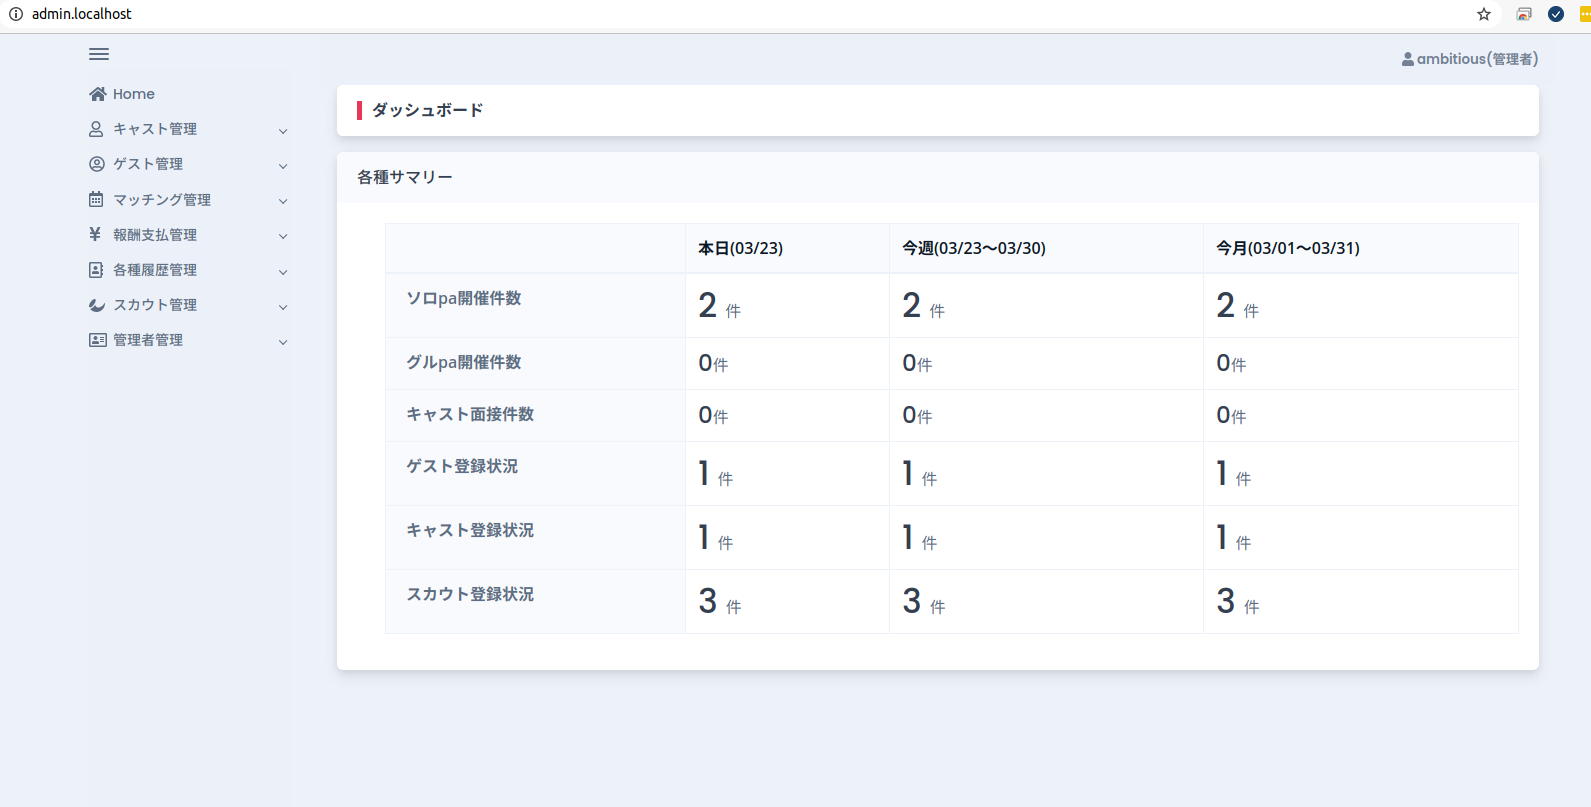 admin.localhost
ambitious(管理者)
Home
キャスト管理
ゲスト管理
マッチング管理
報酬支払管理
各種履歴管理
スカウト管理
管理者管理
ダッシュボード
各種サマリー
本日(03/23) 今週(03/23〜03/30) 今月(03/01〜03/31)
ソロpa開催件数 2 件 2 件 2 件
グルpa開催件数 0件 0件 0件
キャスト面接件数 0件 0件 0件
ゲスト登録状況 1 件 1 件 1 件
キャスト登録状況 1 件 1 件 1 件
スカウト登録状況 3 件 3 件 3 件